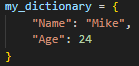 my_dictionary = {
    "Name": "Mike",
    "Age": 24
}